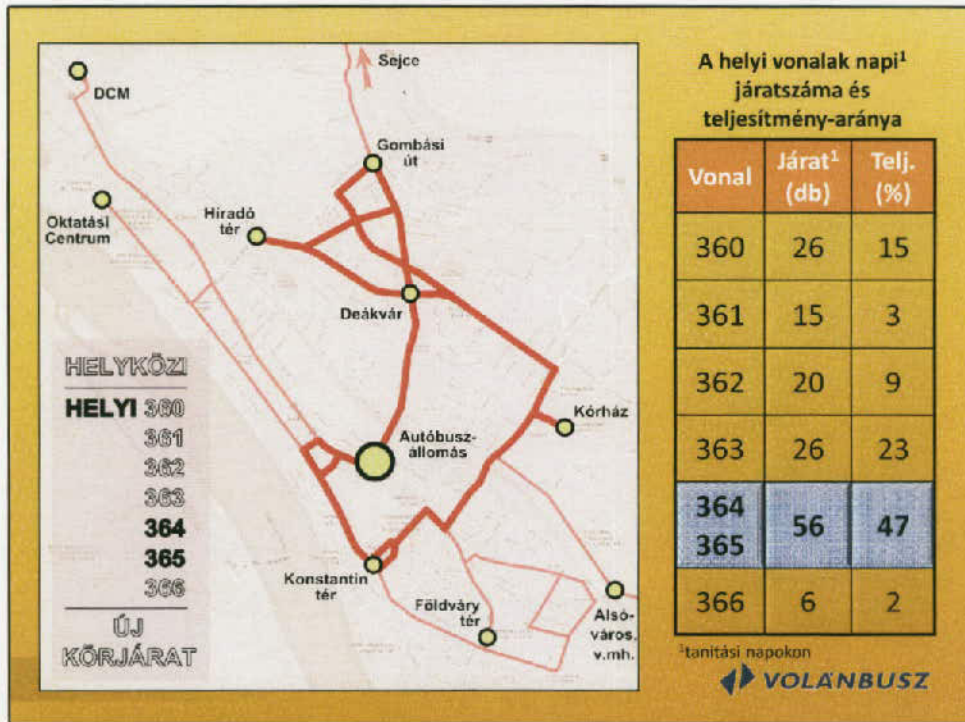 Sejce
DCM
Gombási
út
Oktatási
Centrum
Híradó
tér
Deákvár
HELYKÖZI
HELYI 360
361
362
363
364
365
366
ÚJ
KÖRJÁRAT
Kórház
Autóbusz-
állomás
Konstantin
tér
Földváry
tér
Alsó-
város.
v.mh.
A helyi vonalak napi¹
járatszáma és
teljesítmény-aránya
Vonal Járat¹ (db) Telj. (%)
360 26 15
361 15 3
362 20 9
363 26 23
364 365 56 47
366 6 2
¹tanítási napokon
VOLÁNBUSZ